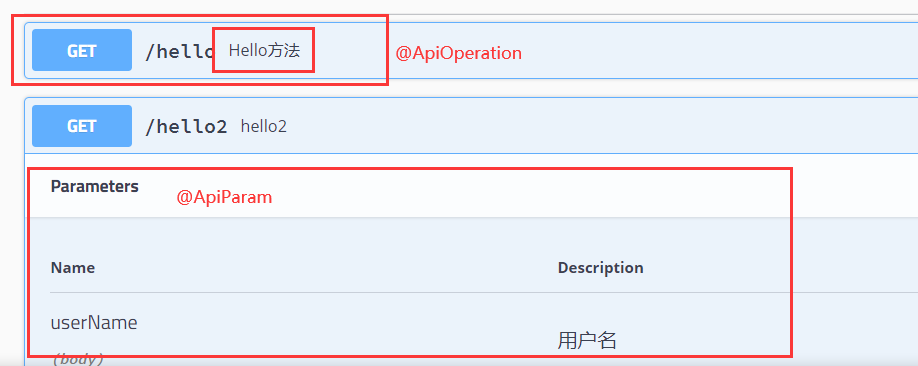 GET /hello Hello方法 @ApiOperation
GET /hello2 hello2
Parameters
@ApiParam
Name Description
userName
用户名
(body)